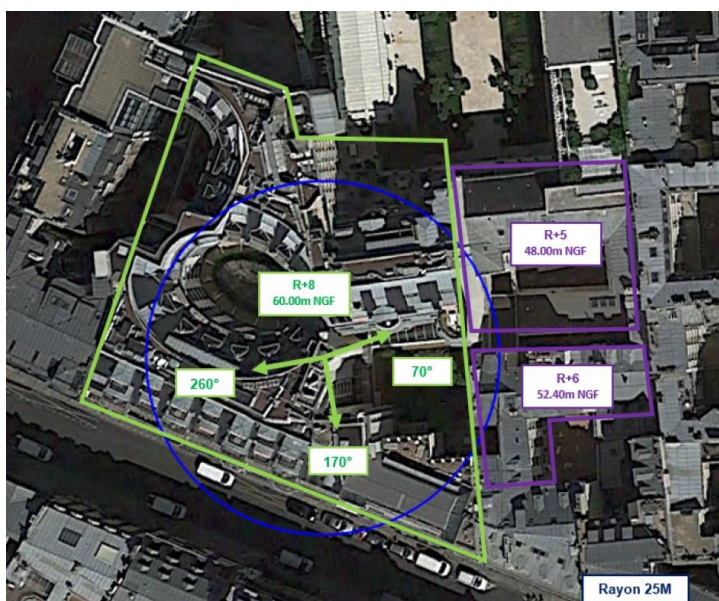 R+5
48.00m NGF
R+8
60.00m NGF
70°
260°
R+6
52.40m NGF
170°
Rayon 25M